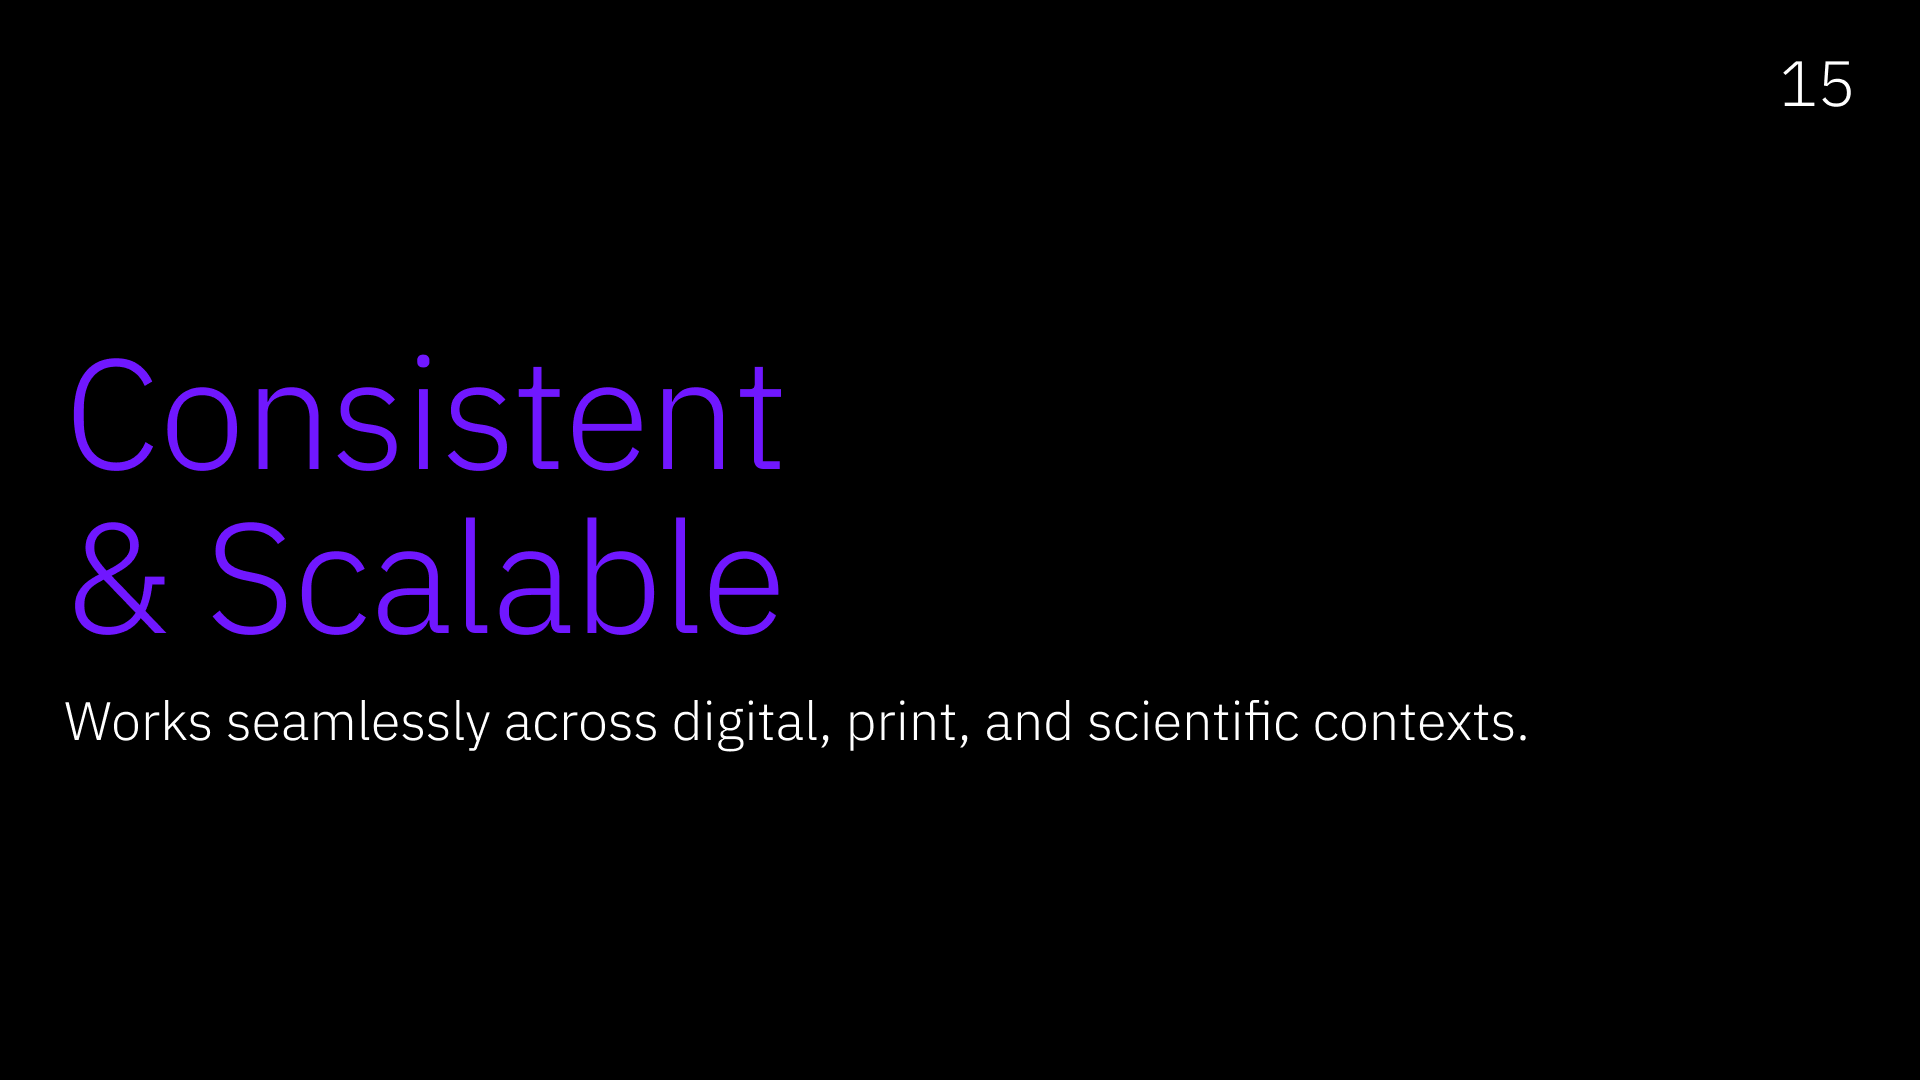 15
Consistent
& Scalable
Works seamlessly across digital, print, and scientific contexts.